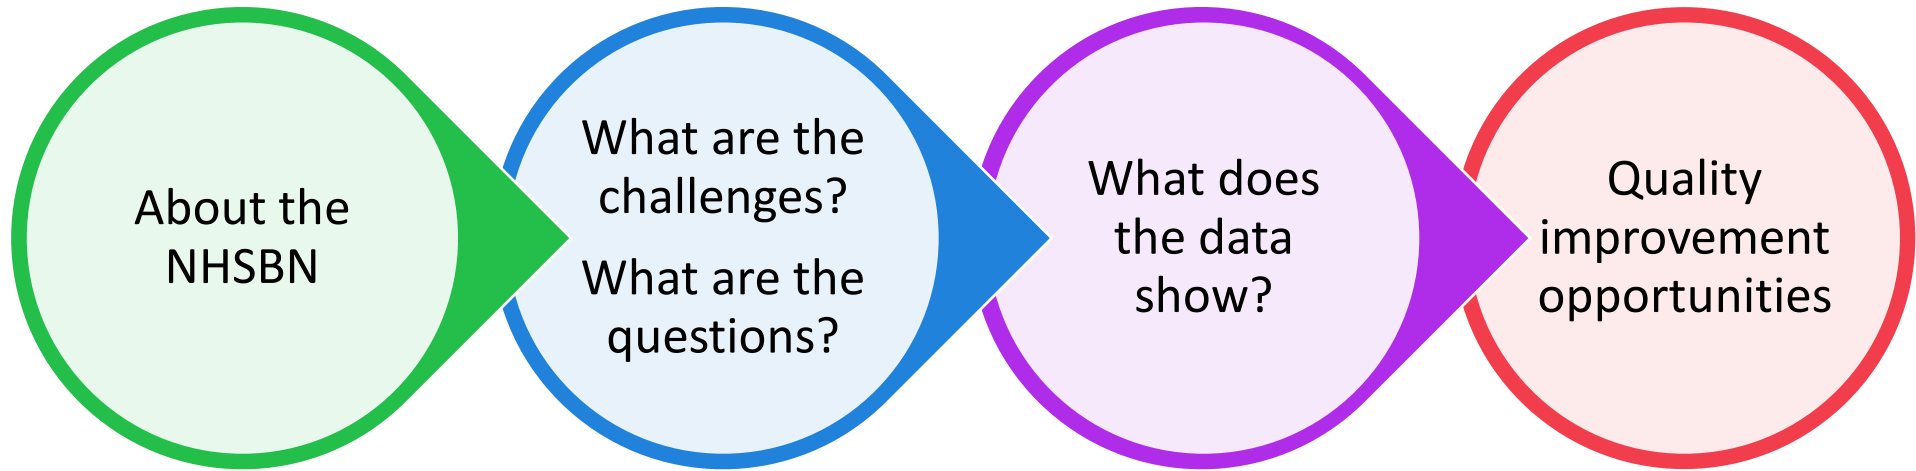 About the
NHSBN
What are the
challenges?
What are the
questions?
What does
the data
show?
Quality
improvement
opportunities